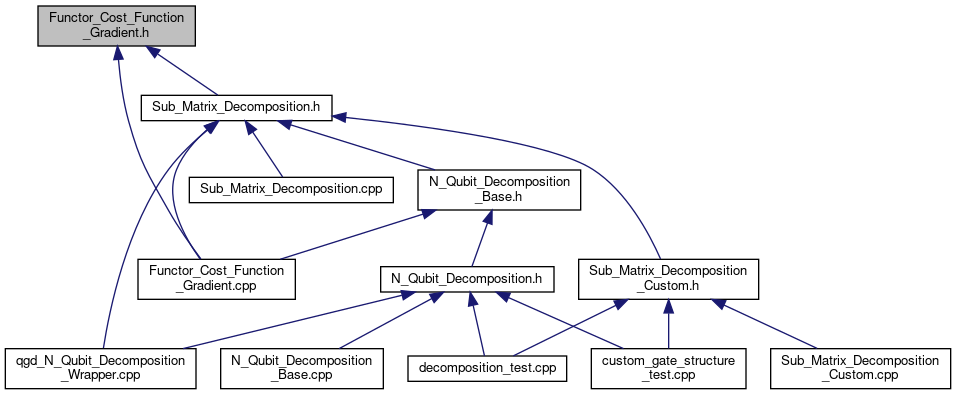 Functor_Cost_Function
_Gradient.h
Sub_Matrix_Decomposition.h
Sub_Matrix_Decomposition.cpp
N_Qubit_Decomposition
_Base.h
Functor_Cost_Function
_Gradient.cpp
N_Qubit_Decomposition.h
Sub_Matrix_Decomposition
_Custom.h
qgd_N_Qubit_Decomposition
_Wrapper.cpp
N_Qubit_Decomposition
_Base.cpp
decomposition_test.cpp
custom_gate_structure
_test.cpp
Sub_Matrix_Decomposition
_Custom.cpp